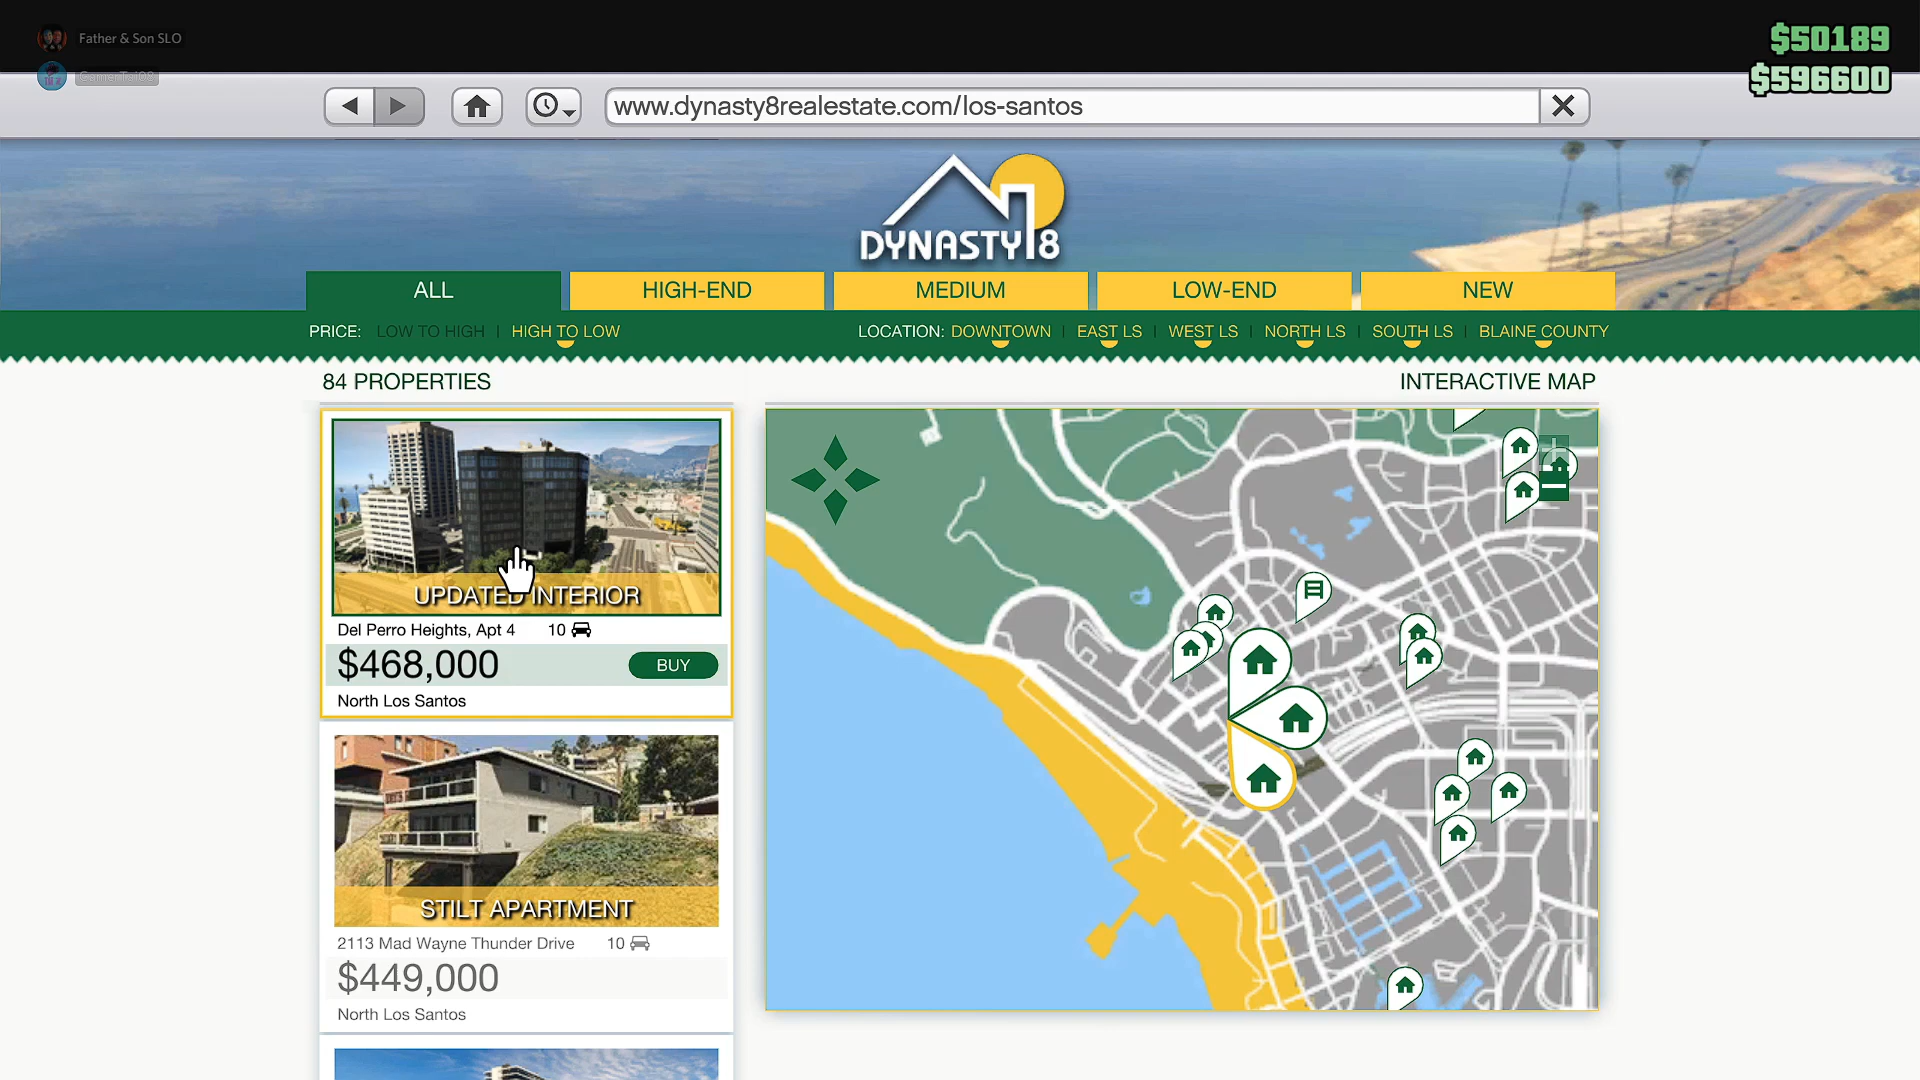 Father & Son SLO
$50189
$596600
www.dynasty8realestate.com/los-santos
DYNASTY 8
ALL
HIGH-END
MEDIUM
LOW-END
NEW
PRICE: LOW TO HIGH | HIGH TO LOW
LOCATION: DOWNTOWN | EAST LS | WEST LS | NORTH LS | SOUTH LS | BLAINE COUNTY
84 PROPERTIES
INTERACTIVE MAP
UPDATED INTERIOR
Del Perro Heights, Apt 4 10
$468,000
BUY
North Los Santos
STILT APARTMENT
2113 Mad Wayne Thunder Drive 10
$449,000
North Los Santos